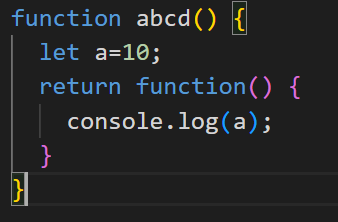 function abcd() {
  let a=10;
  return function() {
    console.log(a);
  }
}